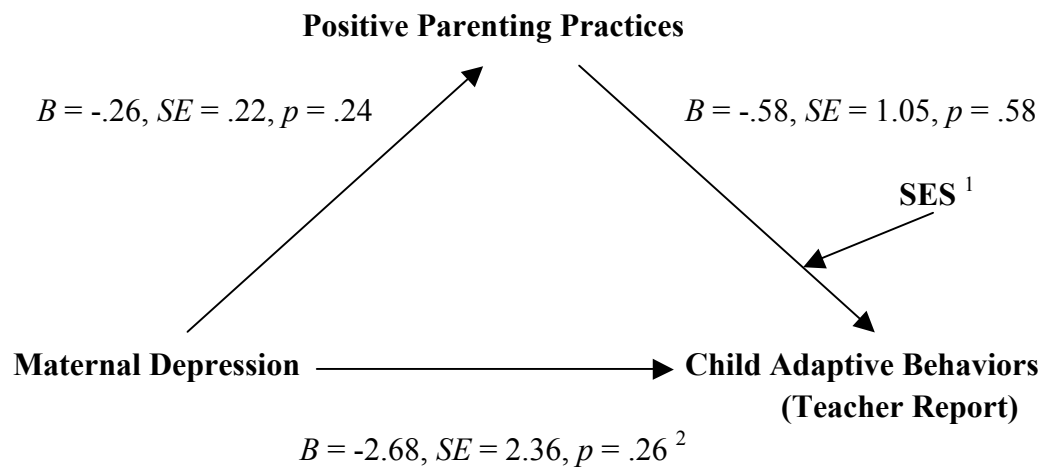 Positive Parenting Practices
B = -.26, SE = .22, p = .24
B = -.58, SE = 1.05, p = .58
SES 1
Maternal Depression
Child Adaptive Behaviors
(Teacher Report)
B = -2.68, SE = 2.36, p = .26 2